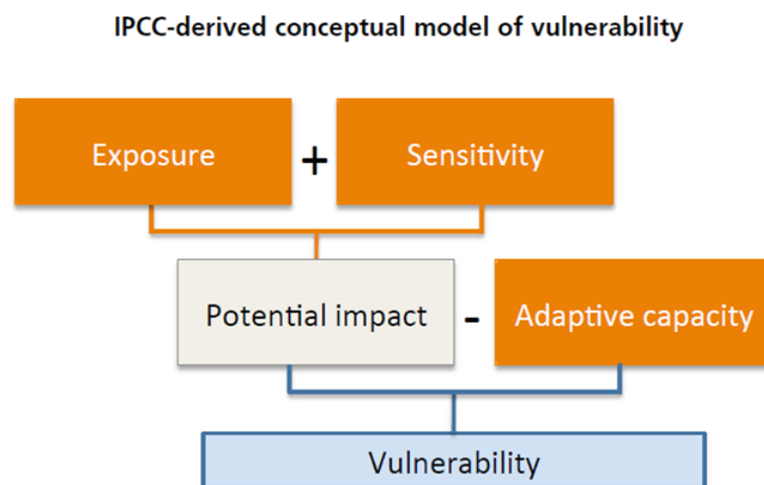 IPCC-derived conceptual model of vulnerability
Exposure + Sensitivity
Potential impact - Adaptive capacity
Vulnerability